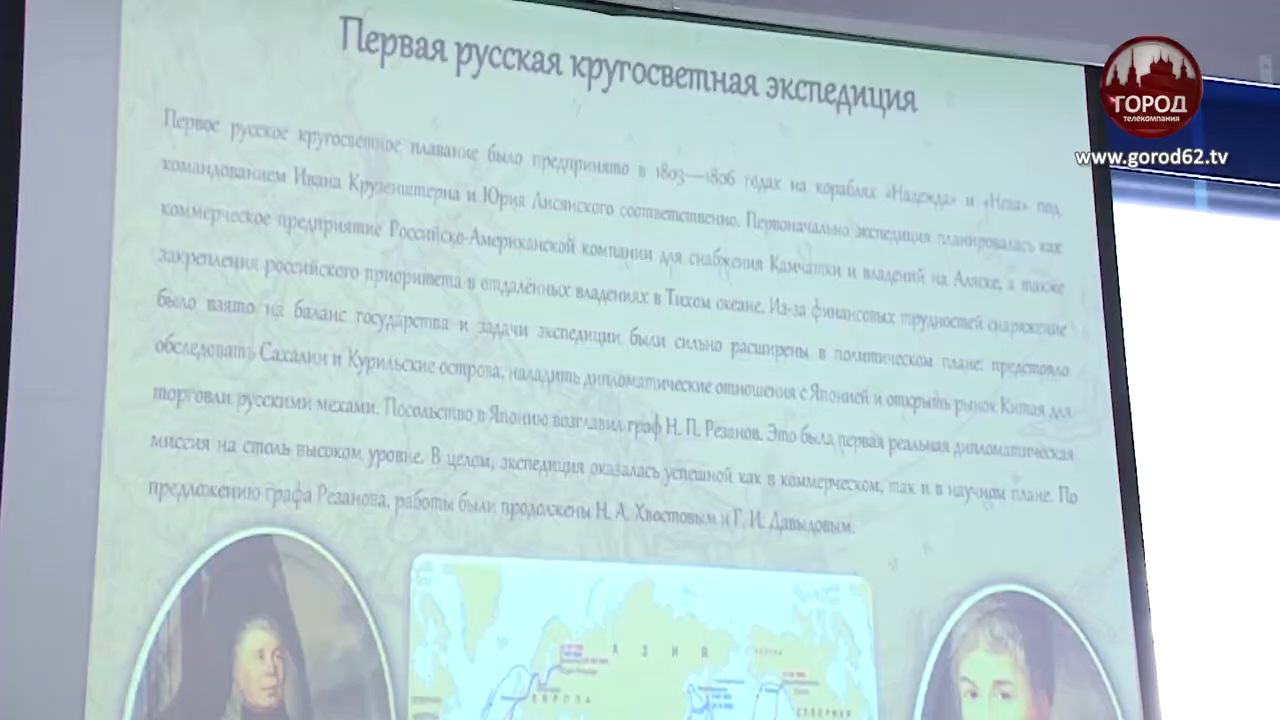 Первая русская кругосветная экспедиция
ГОРОД
телекомпания
www.gorod62.tv
Первое русское кругосветное плавание было предпринято в 1803—1806 годах на кораблях «Надежда» и «Нева» под
командованием Ивана Крузенштерна и Юрия Лисянского соответственно. Первоначально экспедиция планировалась как
коммерческое предприятие Российско-Американской компании для снабжения Камчатки и владений на Аляске, а также
закрепления российского приоритета в отдалённых владениях в Тихом океане. Из-за финансовых трудностей снаряжение
было взято на баланс государства и задачи экспедиции были сильно расширены в политическом плане: предстояло
обследовать Сахалин и Курильские острова, наладить дипломатические отношения с Японией и открыть рынок Китая для
торговли русскими мехами. Посольство в Японию возглавил граф Н. П. Резанов. Это была первая реальная дипломатическая
миссия на столь высоком уровне. В целом, экспедиция оказалась успешной как в коммерческом, так и в научном плане. По
предложению графа Резанова, работы были продолжены Н. А. Хвостовым и Г. И. Давыдовым.
АЗИЯ
ЕВРОПА
СЕВЕРНАЯ